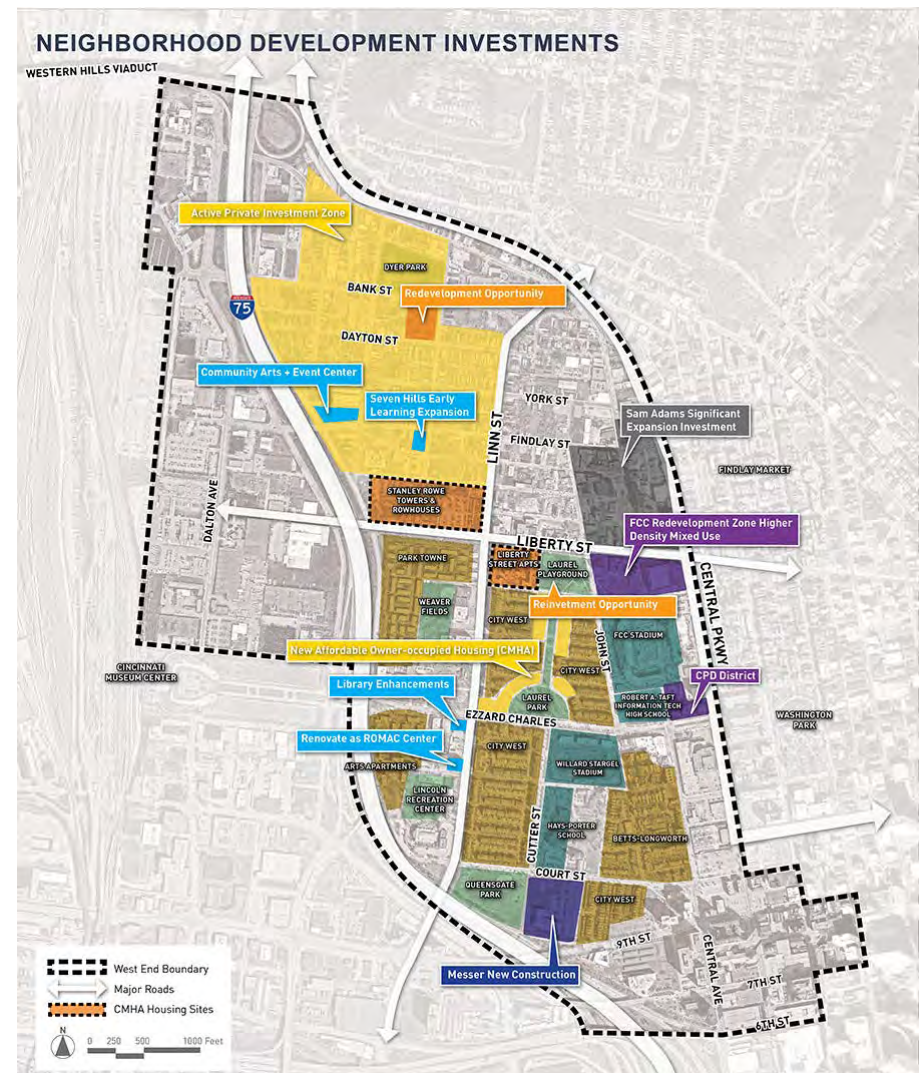 NEIGHBORHOOD DEVELOPMENT INVESTMENTS
WESTERN HILLS VIADUCT
Active Private Investment Zone
DYER PARK
BANK ST
Redevelopment Opportunity
75
DAYTON ST
Community Arts + Event Center
Seven Hills Early
Learning Expansion
YORK ST
LINN ST
Sam Adams Significant
Expansion Investment
FINDLAY ST
FINDLAY MARKET
STANLEY ROWE
TOWERS &
ROWHOUSES
DALTON AVE
FCC Redevelopment Zone Higher
Density Mixed Use
LIBERTY ST
PARK TOWNE
LIBERTY
STREET APTS
LAUREL
PLAYGROUND
CENTRAL PKWY
WEAVER
FIELDS
Reinvetment Opportunity
CITY WEST
JOHN ST
FCC STADIUM
New Affordable Owner-occupied Housing (CMHA)
CINCINNATI
MUSEUM CENTER
CITY WEST
CPD District
Library Enhancements
LAUREL
PARK
ROBERT A. TAFT
INFORMATION TECH
HIGH SCHOOL
WASHINGTON
PARK
EZZARD CHARLES
Renovate as ROMAC Center
CITY WEST
ARTS APARTMENTS
WILLARD STARGEL
STADIUM
LINCOLN
RECREATION
CENTER
CUTTER ST
HAYS-PORTER
SCHOOL
BETTS-LONGWORTH
COURT ST
QUEENSGATE
PARK
CITY WEST
9TH ST
CENTRAL AVE
Messer New Construction
7TH ST
6TH ST
West End Boundary
Major Roads
CMHA Housing Sites
N
0 250 500 1000 Feet